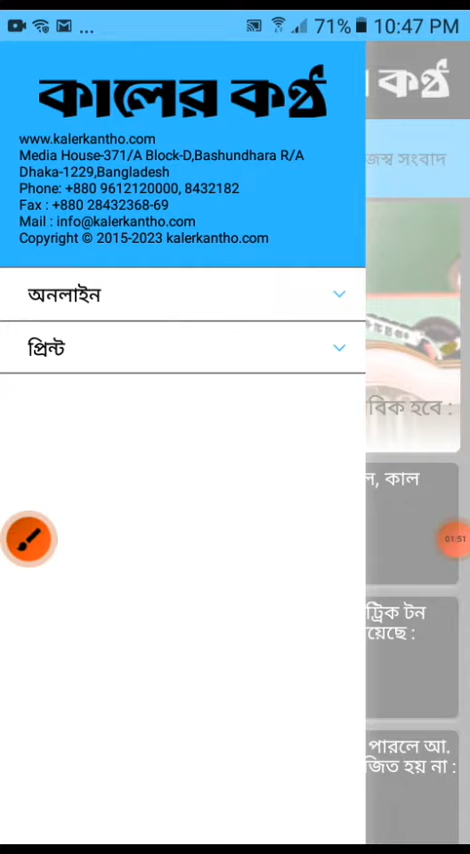 ... 71% 10:47 PM
কালের কণ্ঠ
www.kalerkantho.com
Media House-371/A Block-D,Bashundhara R/A
Dhaka-1229,Bangladesh
Phone: +880 9612120000, 8432182
Fax : +880 28432368-69
Mail : info@kalerkantho.com
Copyright © 2015-2023 kalerkantho.com
অনলাইন
প্রিন্ট
কণ্ঠ
সংবাদ
হবে :
কাল
01:51
টন
পারলে আ.
হয় না :